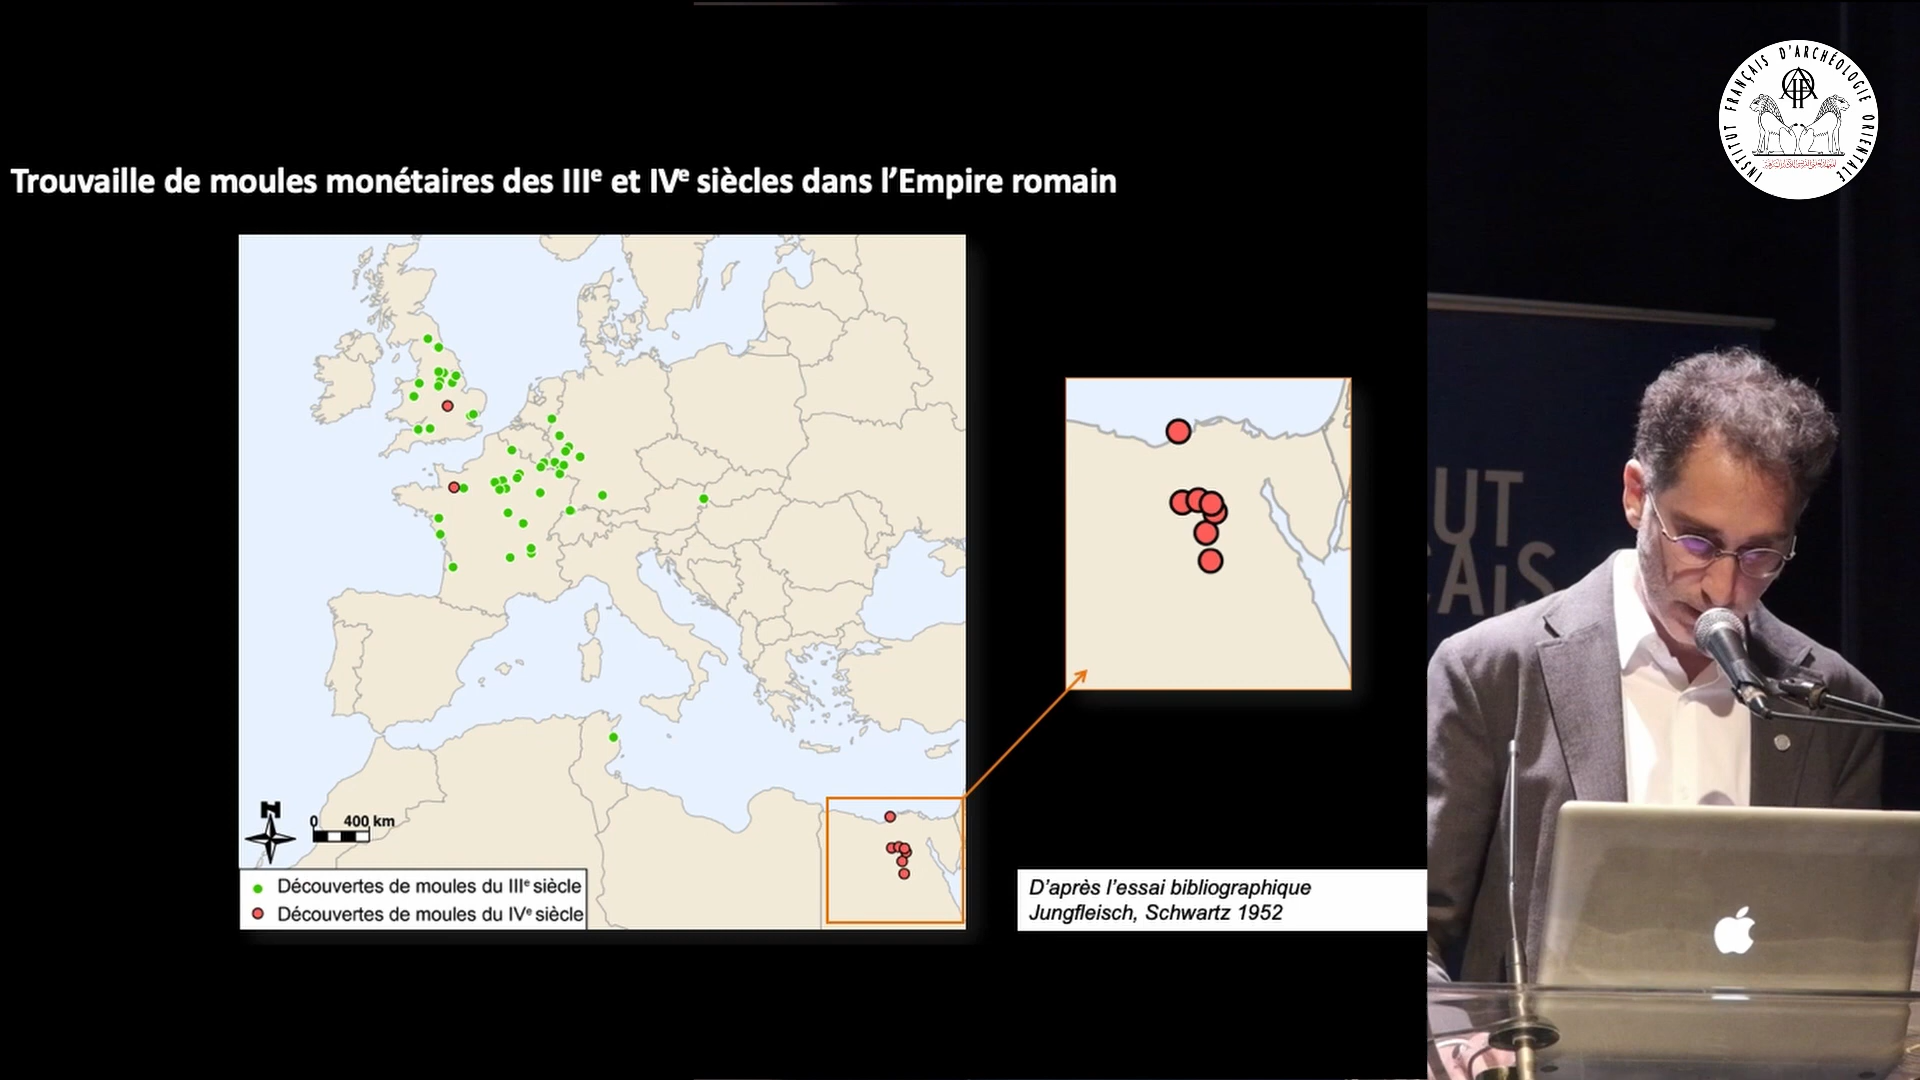 Trouvaille de moules monétaires des IIIe et IVe siècles dans l’Empire romain
0 400 km
Découvertes de moules du IIIe siècle
Découvertes de moules du IVe siècle
D’après l’essai bibliographique
Jungfleisch, Schwartz 1952
INSTITUT FRANÇAIS D’ARCHÉOLOGIE ORIENTALE
UT
ÇAIS